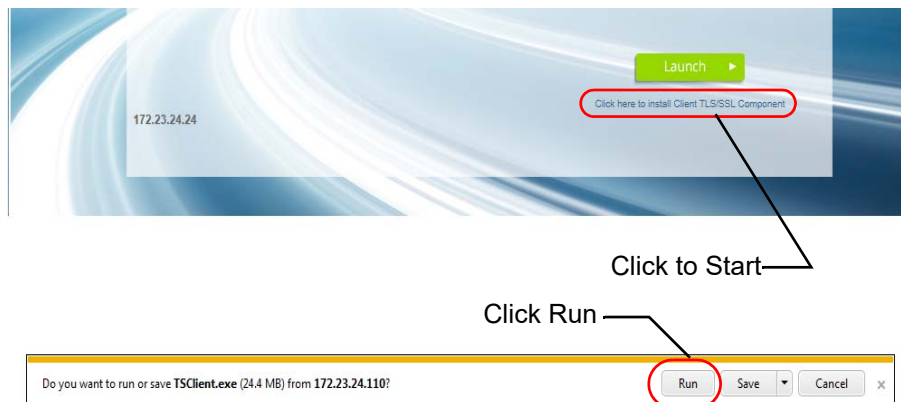 Launch
Click here to install Client TLS/SSL Component
172.23.24.24
Click to Start
Click Run
Do you want to run or save TSClient.exe (24.4 MB) from 172.23.24.110?
Run Save Cancel x